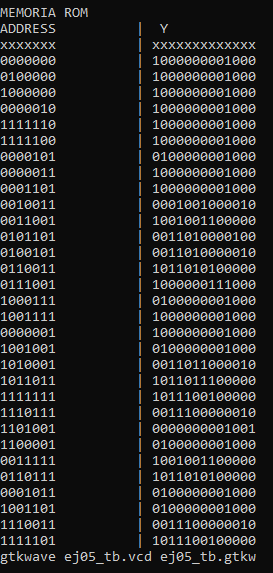 MEMORIA ROM
ADDRESS | Y
xxxxxxx | xxxxxxxxxxxxx
0000000 | 1000000001000
0100000 | 1000000001000
1000000 | 1000000001000
0000010 | 1000000001000
1111110 | 1000000001000
1111100 | 1000000001000
0000101 | 0100000001000
0000011 | 1000000001000
0001101 | 1000000001000
0010011 | 0001001000010
0011001 | 1001001100000
0101101 | 0011010000100
0100101 | 0011010000010
0110011 | 1011010100000
0111001 | 1000000111000
1000111 | 0100000001000
1001111 | 1000000001000
0000001 | 1000000001000
1001001 | 0100000001000
1010001 | 0011011000010
1011011 | 1011011100000
1111111 | 1011100100000
1110111 | 0011100000010
1101001 | 0000000001001
1100001 | 0100000001000
0011111 | 1001001100000
0110111 | 1011010100000
0001011 | 0100000001000
1001101 | 0100000001000
1110011 | 0011100000010
1111101 | 1011100100000
gtkwave ej05_tb.vcd ej05_tb.gtkw